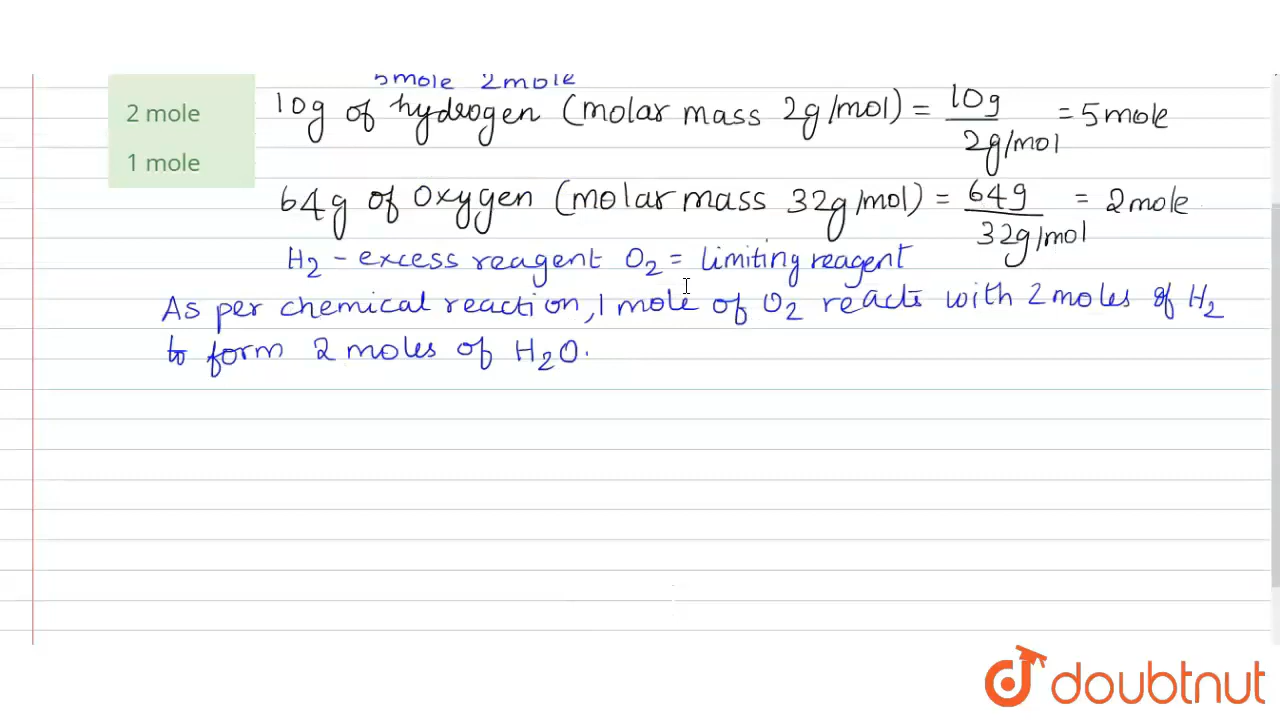 5mole 2mole
2 mole
10g of hydrogen (molar mass 2g/mol) = 10g / 2g/mol = 5mole
1 mole
64g of Oxygen (molar mass 32g/mol) = 64g / 32g/mol = 2mole
H2 - excess reagent O2 = limiting reagent
As per chemical reaction, 1 mole of O2 reacts with 2 moles of H2
to form 2 moles of H2O.
doubtnut